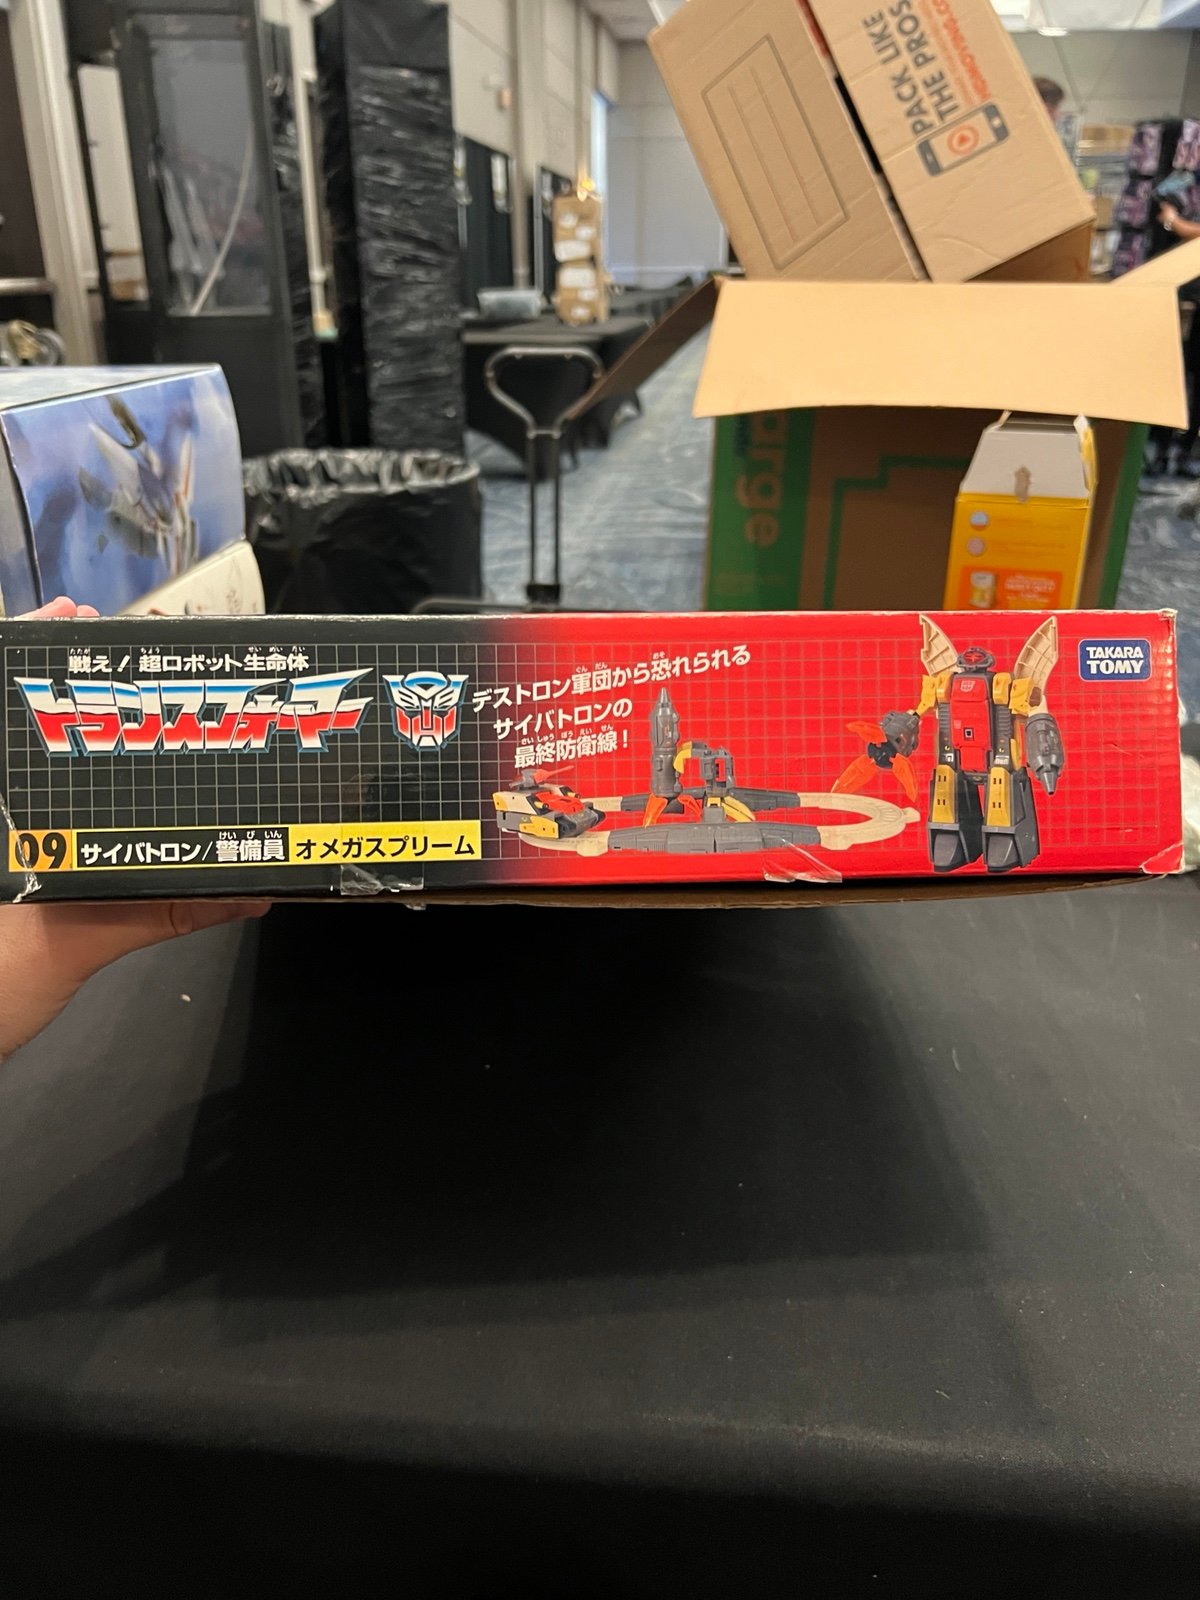 PACK LIKE
THE PROS
arge
戦え！超ロボット生命体
トランスフォーマー
デストロン軍団から恐れられる
サイバトロンの
最終防衛線！
TAKARA
TOMY
09 サイバトロン/警備員 オメガスプリーム